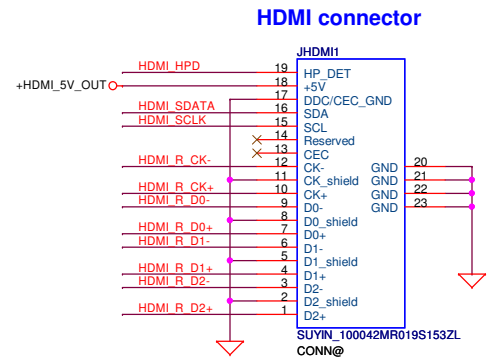 HDMI connector
JHDMI1
HDMI_HPD 19 HP_DET
+HDMI_5V_OUT 18 +5V
17 DDC/CEC_GND
HDMI_SDATA 16 SDA
HDMI_SCLK 15 SCL
14 Reserved
13 CEC
HDMI_R_CK- 12 CK- GND 20
11 CK_shield GND 21
HDMI_R_CK+ 10 CK+ GND 22
HDMI_R_D0- 9 D0- GND 23
8 D0_shield
HDMI_R_D0+ 7 D0+
HDMI_R_D1- 6 D1-
5 D1_shield
HDMI_R_D1+ 4 D1+
HDMI_R_D2- 3 D2-
2 D2_shield
HDMI_R_D2+ 1 D2+
SUYIN_100042MR019S153ZL
CONN@